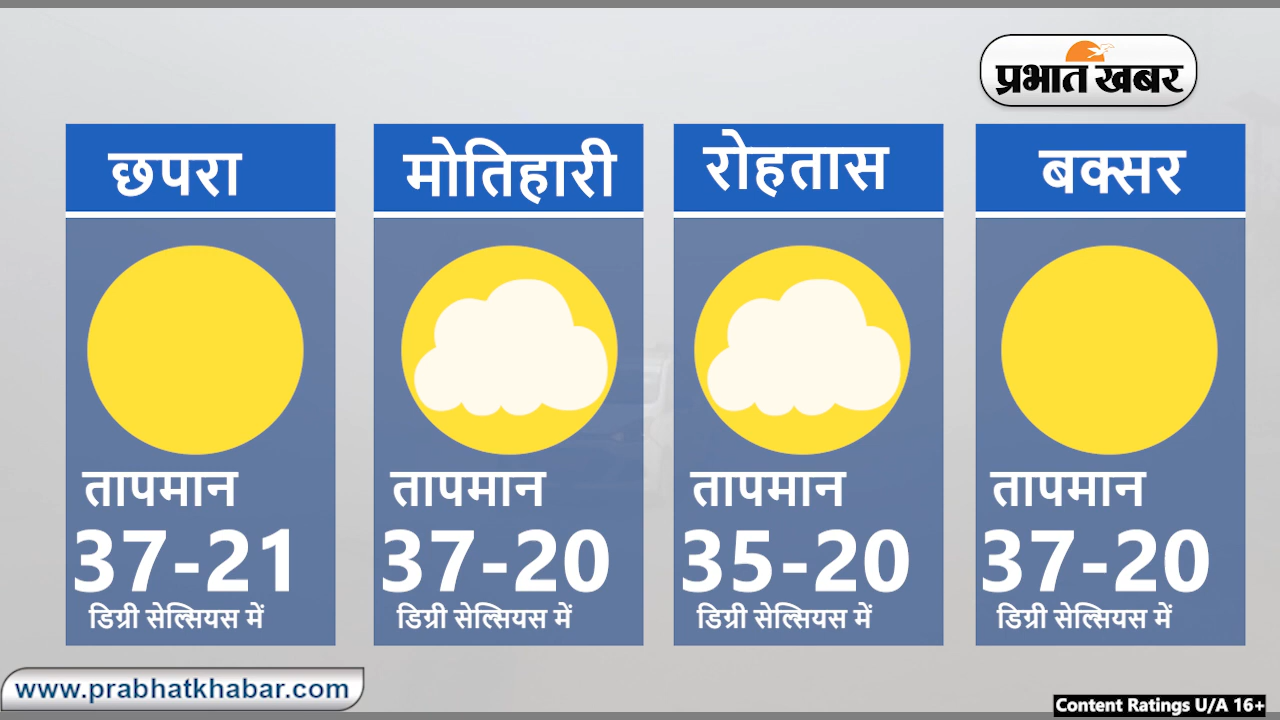 प्रभात खबर
छपरा
तापमान
37-21
डिग्री सेल्सियस में
मोतिहारी
तापमान
37-20
डिग्री सेल्सियस में
रोहतास
तापमान
35-20
डिग्री सेल्सियस में
बक्सर
तापमान
37-20
डिग्री सेल्सियस में
www.prabhatkhabar.com
Content Ratings U/A 16+